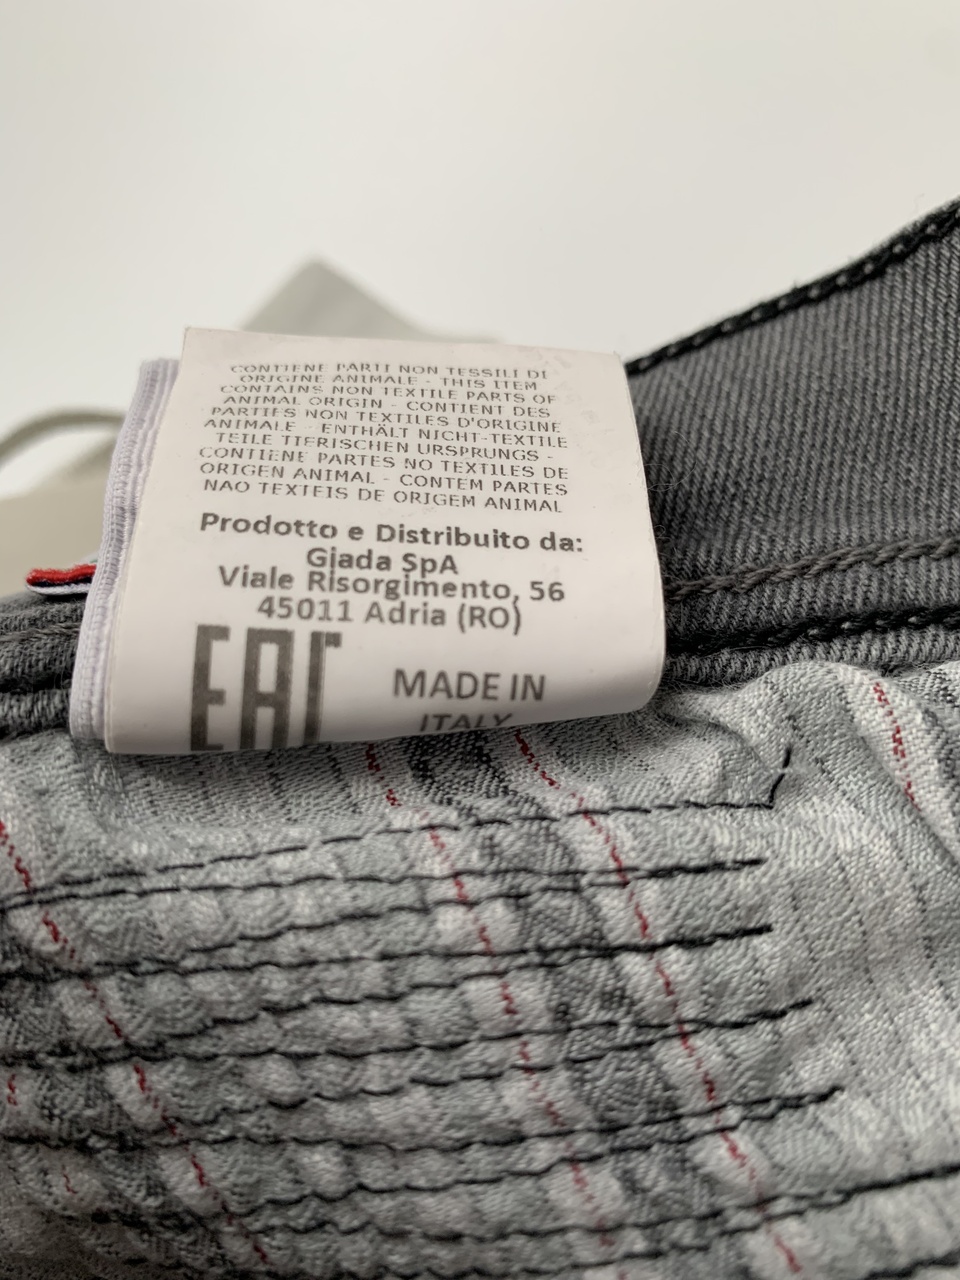 CONTIENE PARTI NON TESSILI DI
ORIGINE ANIMALE - THIS ITEM
CONTAINS NON TEXTILE PARTS OF
ANIMAL ORIGIN - CONTIENT DES
PARTIES NON TEXTILES D'ORIGINE
ANIMALE - ENTHÄLT NICHT-TEXTILE
TEILE TIERISCHEN URSPRUNGS -
CONTIENE PARTES NO TEXTILES DE
ORIGEN ANIMAL - CONTEM PARTES
NAO TEXTEIS DE ORIGEM ANIMAL
Prodotto e Distribuito da:
Giada SpA
Viale Risorgimento, 56
45011 Adria (RO)
EAC
MADE IN
ITALY